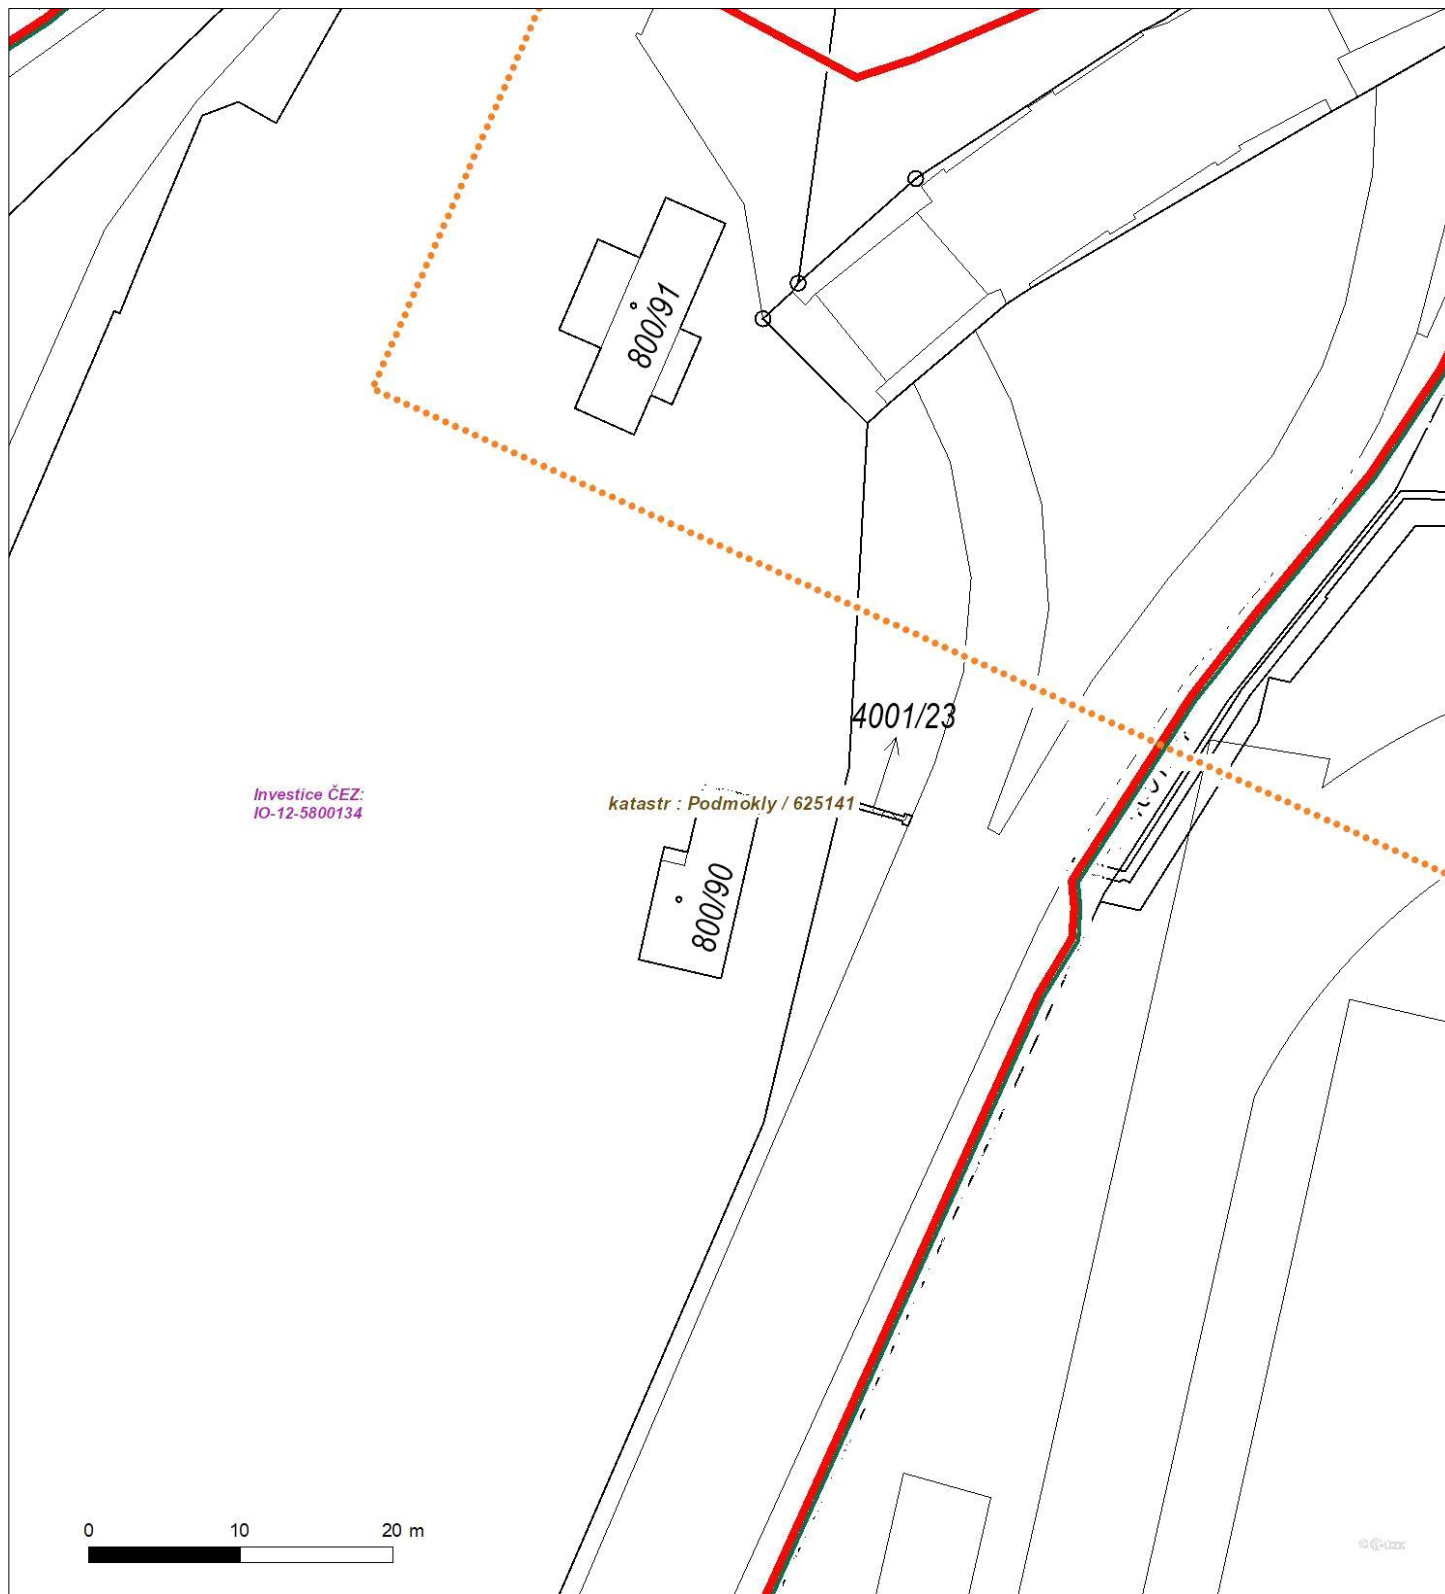 800/91
4001/23
Investice ČEZ:
IO-12-5800134
katastr : Podmokly / 625141
800/90
0 10 20 m